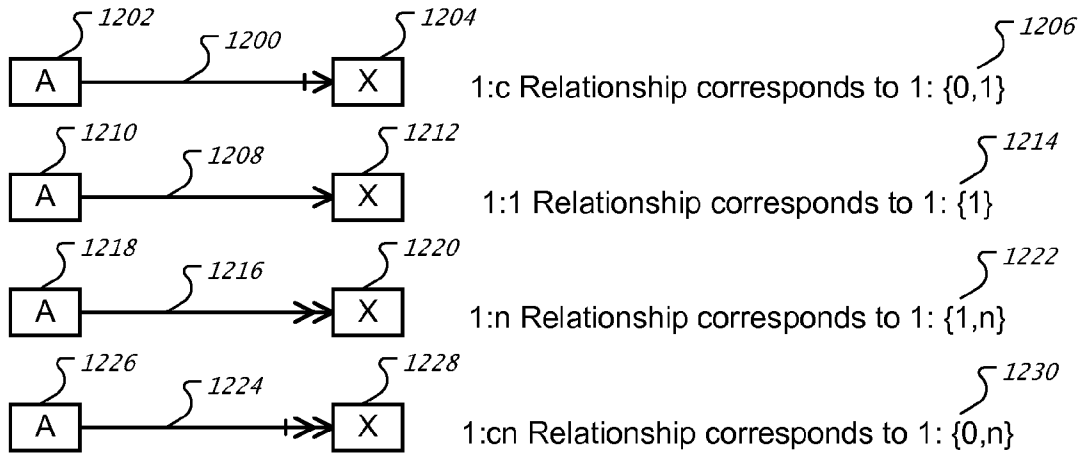 1202 1204 1206
1200
A X 1:c Relationship corresponds to 1: {0,1}
1210 1212 1214
1208
A X 1:1 Relationship corresponds to 1: {1}
1218 1220 1222
1216
A X 1:n Relationship corresponds to 1: {1,n}
1226 1228 1230
1224
A X 1:cn Relationship corresponds to 1: {0,n}